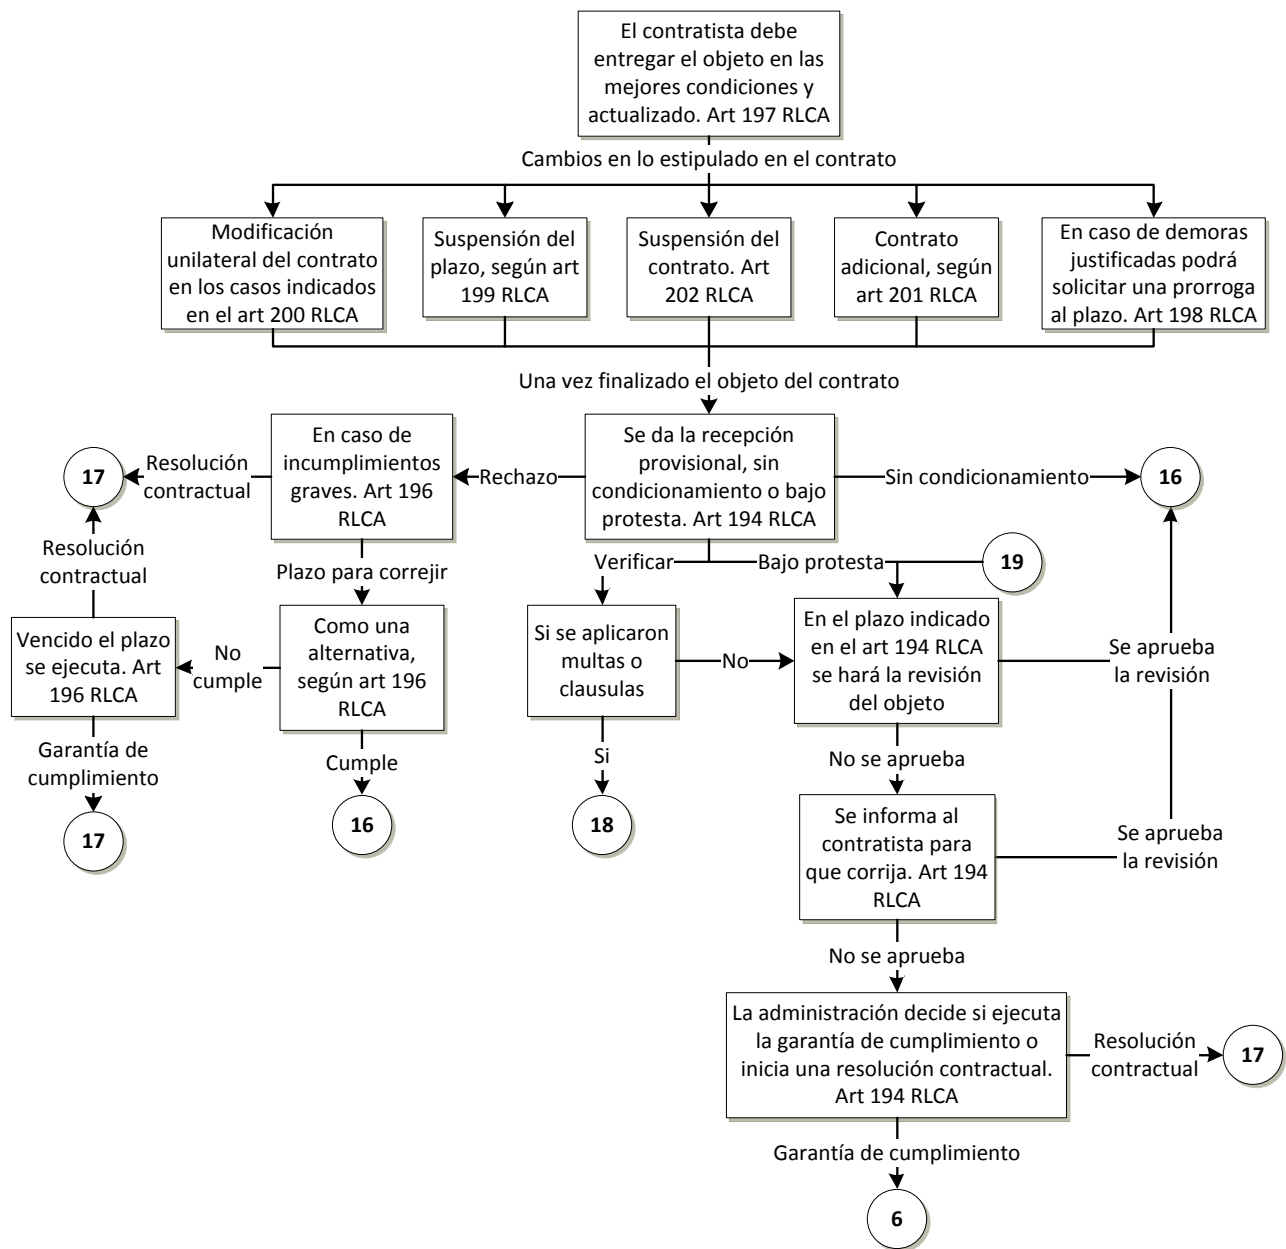 El contratista debe
entregar el objeto en las
mejores condiciones y
actualizado. Art 197 RLCA
Cambios en lo estipulado en el contrato
Modificación
unilateral del contrato
en los casos indicados
en el art 200 RLCA
Suspensión del
plazo, según art
199 RLCA
Suspensión del
contrato. Art
202 RLCA
Contrato
adicional, según
art 201 RLCA
En caso de demoras
justificadas podrá
solicitar una prorroga
al plazo. Art 198 RLCA
Una vez finalizado el objeto del contrato
17
Resolución
contractual
En caso de
incumplimientos
graves. Art 196
RLCA
Rechazo
Se da la recepción
provisional, sin
condicionamiento o bajo
protesta. Art 194 RLCA
Sin condicionamiento
16
Resolución
contractual
Plazo para correjir
Verificar
Bajo protesta
19
Vencido el plazo
se ejecuta. Art
196 RLCA
No
cumple
Como una
alternativa,
según art 196
RLCA
Si se aplicaron
multas o
clausulas
No
En el plazo indicado
en el art 194 RLCA
se hará la revisión
del objeto
Se aprueba
la revisión
Garantía de
cumplimiento
Cumple
Si
No se aprueba
17
16
18
Se informa al
contratista para
que corrija. Art 194
RLCA
Se aprueba
la revisión
No se aprueba
La administración decide si ejecuta
la garantía de cumplimiento o
inicia una resolución contractual.
Art 194 RLCA
Resolución
contractual
17
Garantía de cumplimiento
6